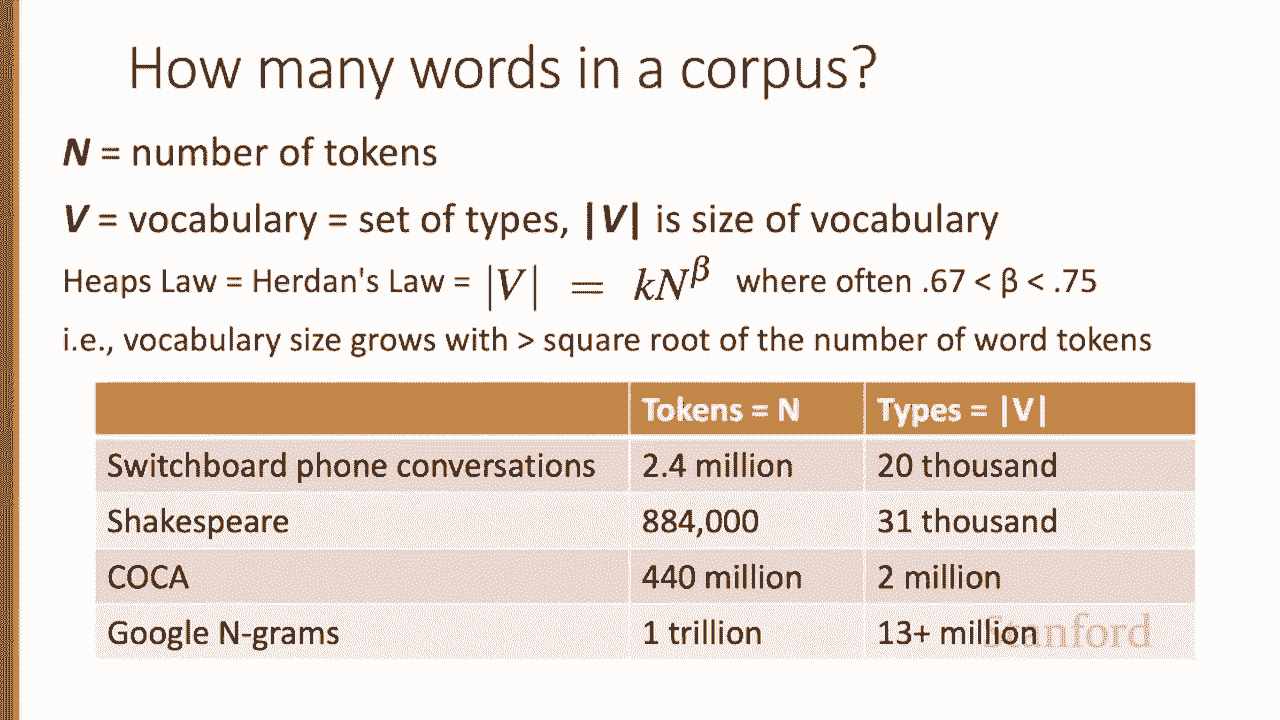 How many words in a corpus?
N = number of tokens
V = vocabulary = set of types, |V| is size of vocabulary
Heaps Law = Herdan's Law = |V| = kN^β where often .67 < β < .75
i.e., vocabulary size grows with > square root of the number of word tokens
Tokens = N Types = |V|
Switchboard phone conversations 2.4 million 20 thousand
Shakespeare 884,000 31 thousand
COCA 440 million 2 million
Google N-grams 1 trillion 13+ million
Stanford